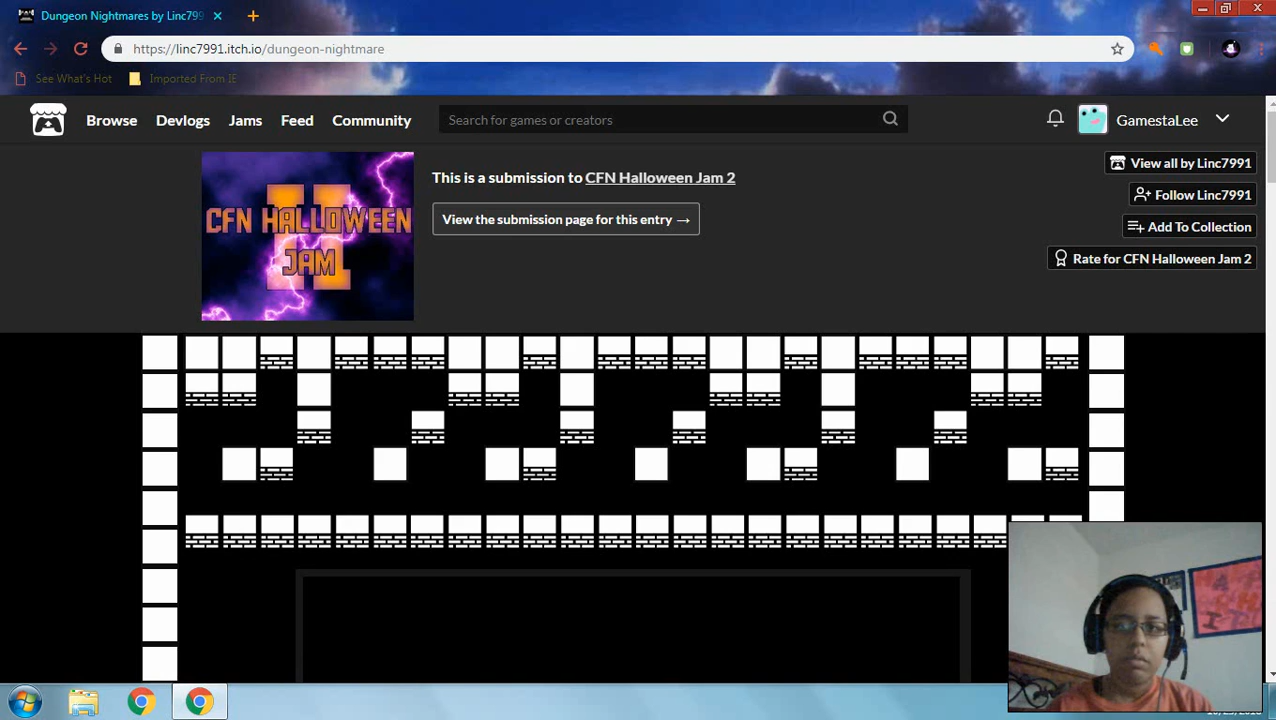 Dungeon Nightmares by Linc799
https://linc7991.itch.io/dungeon-nightmare
See What's Hot
Imported From IE
Browse
Devlogs
Jams
Feed
Community
Search for games or creators
GamestaLee
CFN HALLOWEEN
JAM
II
This is a submission to CFN Halloween Jam 2
View the submission page for this entry →
View all by Linc7991
Follow Linc7991
Add To Collection
Rate for CFN Halloween Jam 2